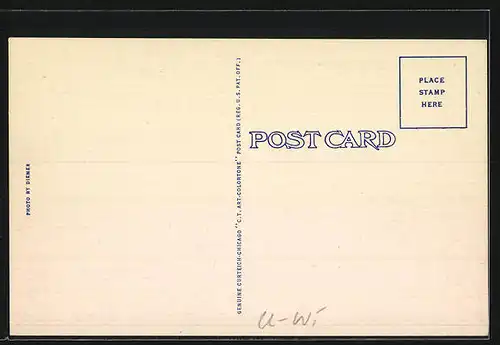 PHOTO BY DIEMER
GENUINE CURTEICH-CHICAGO "C.T. ART-COLORTONE" POST CARD (REG. U.S. PAT. OFF.)
POST CARD
PLACE
STAMP
HERE
U-Wi